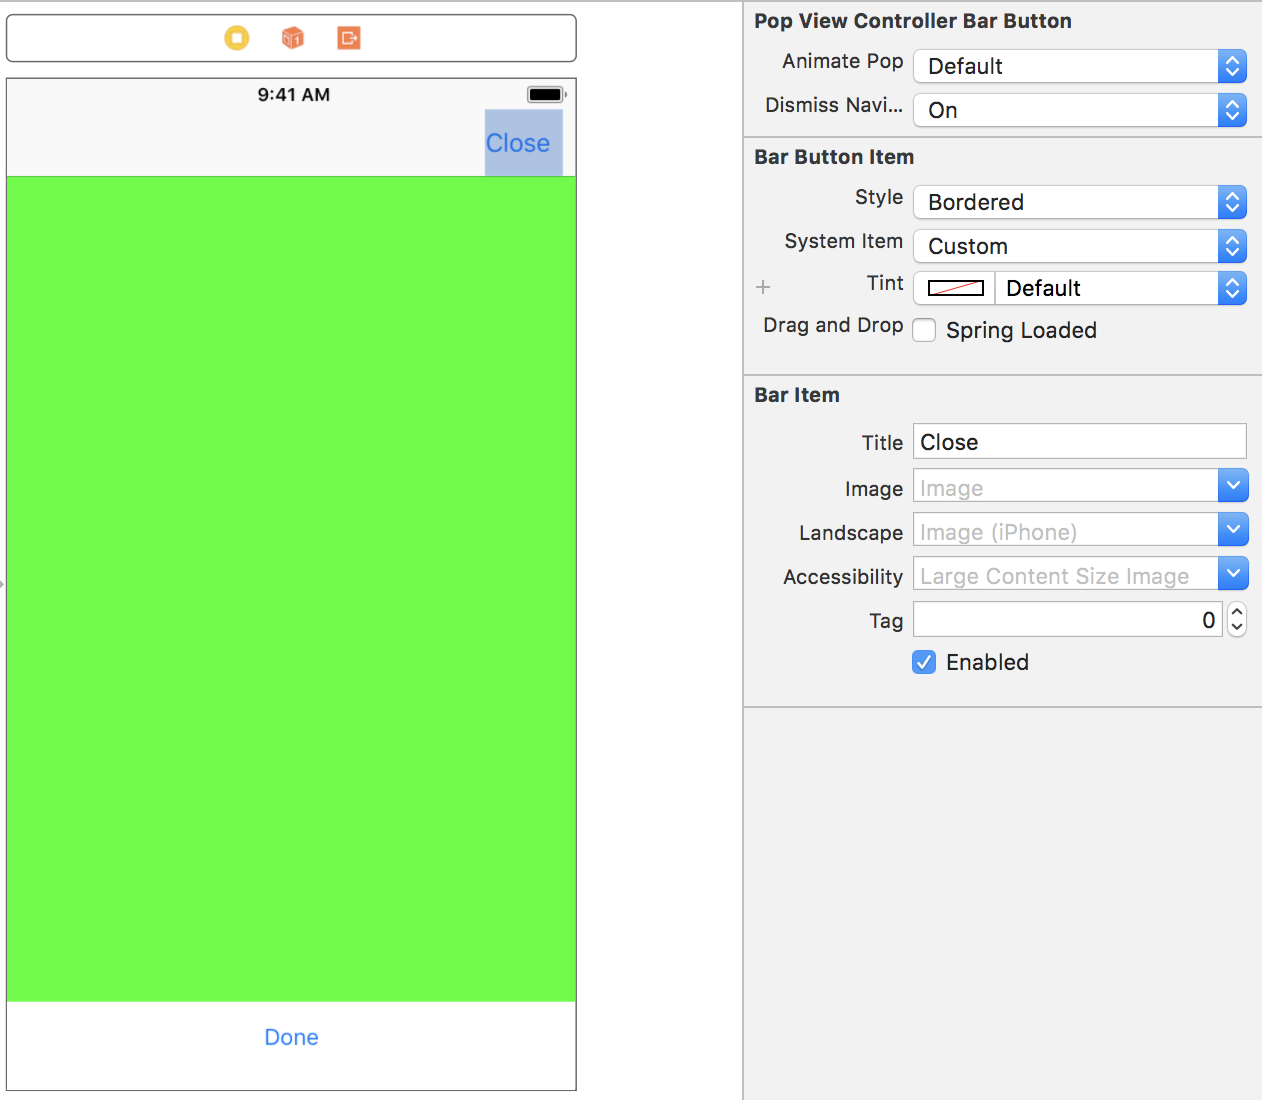 9:41 AM
Close
Done
Pop View Controller Bar Button
Animate Pop Default
Dismiss Navi... On
Bar Button Item
Style Bordered
System Item Custom
Tint Default
Drag and Drop Spring Loaded
Bar Item
Title Close
Image Image
Landscape Image (iPhone)
Accessibility Large Content Size Image
Tag 0
Enabled